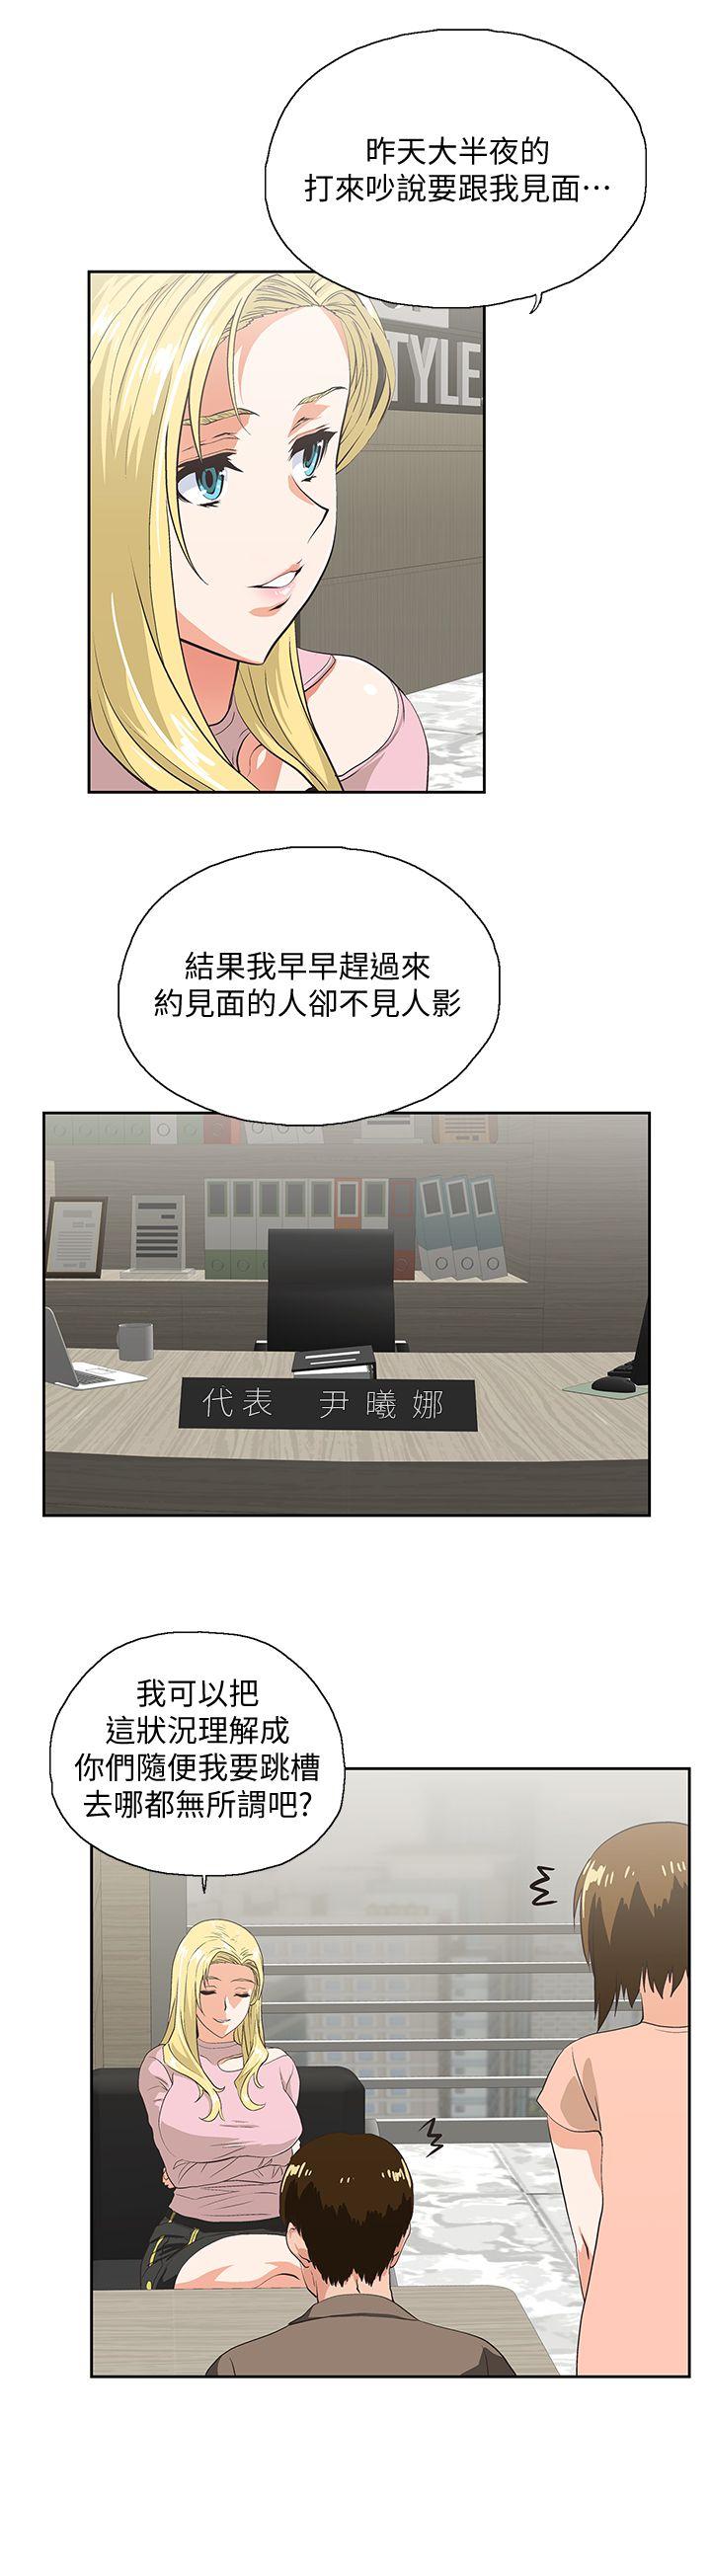 昨天大半夜的
打來吵說要跟我見面…
STYLE
結果我早早趕過來
約見面的人卻不見人影
代表 尹曦娜
我可以把
這狀況理解成
你們隨便我要跳槽
去哪都無所謂吧?